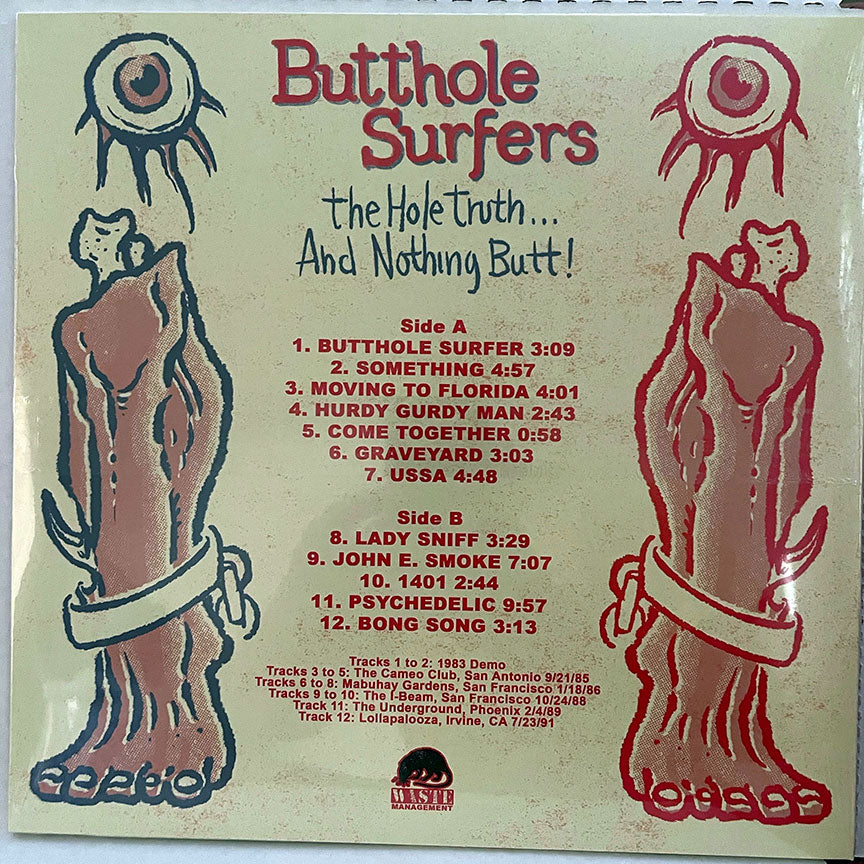 Butthole
Surfers
the Hole Truth...
And Nothing Butt!
Side A
1. BUTTHOLE SURFER 3:09
2. SOMETHING 4:57
3. MOVING TO FLORIDA 4:01
4. HURDY GURDY MAN 2:43
5. COME TOGETHER 0:58
6. GRAVEYARD 3:03
7. USSA 4:48
Side B
8. LADY SNIFF 3:29
9. JOHN E. SMOKE 7:07
10. 1401 2:44
11. PSYCHEDELIC 9:57
12. BONG SONG 3:13
Tracks 1 to 2: 1983 Demo
Tracks 3 to 5: The Cameo Club, San Antonio 9/21/85
Tracks 6 to 8: Mabuhay Gardens, San Francisco 1/18/86
Tracks 9 to 10: The I-Beam, San Francisco 10/24/88
Track 11: The Underground, Phoenix 2/4/89
Track 12: Lollapalooza, Irvine, CA 7/23/91
WASTE
MANAGEMENT